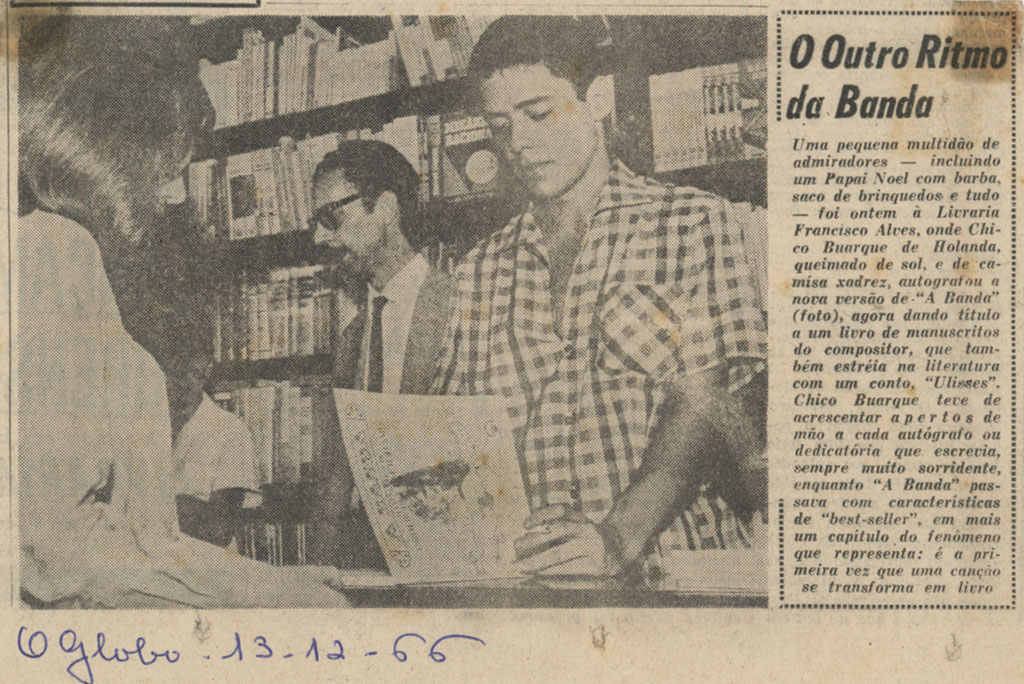 O Outro Ritmo
da Banda
Uma pequena multidão de
admiradores — incluindo
um Papai Noel com barba,
saco de brinquedos e tudo
— foi ontem à Livraria
Francisco Alves, onde Chi-
co Buarque de Holanda,
queimado de sol, e de ca-
misa xadrez, autografou a
nova versão de "A Banda"
(foto), agora dando título
a um livro de manuscritos
do compositor, que tam-
bém estréia na literatura
com um conto, "Ulisses".
Chico Buarque teve de
acrescentar apertos de
mão a cada autógrafo ou
dedicatória que escrevia,
sempre muito sorridente,
enquanto "A Banda" pas-
sava com características
de "best-seller", em mais
um capítulo do fenômeno
que representa: é a pri-
meira vez que uma canção
se transforma em livro
O Globo - 13-12-66